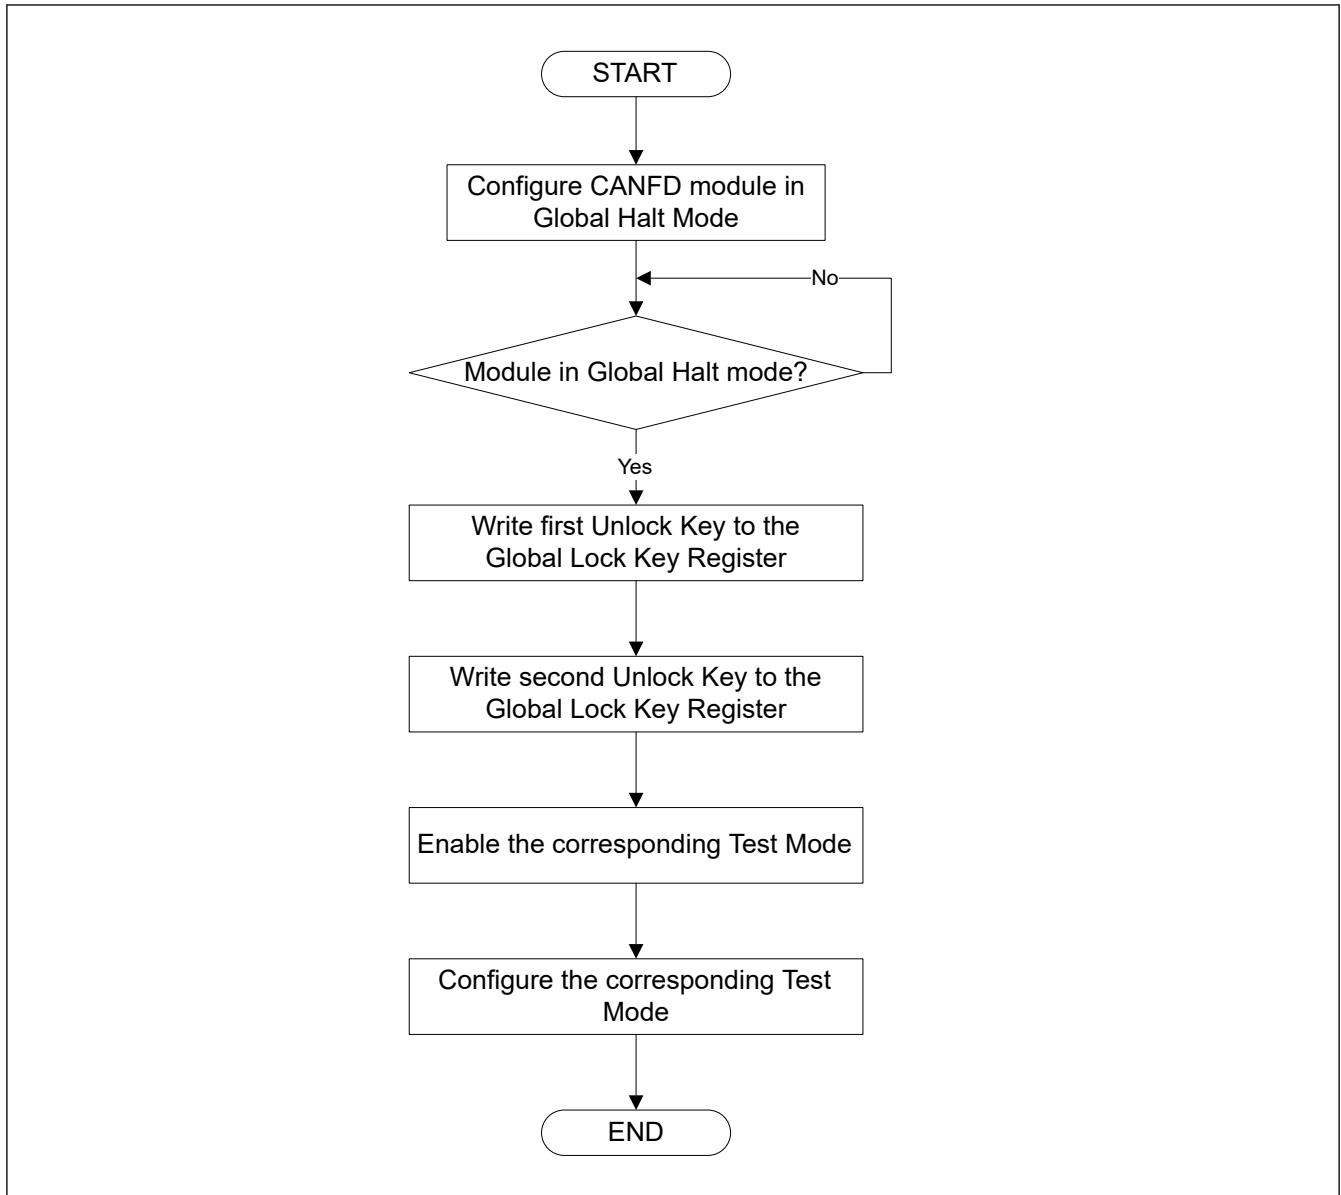 START
Configure CANFD module in
Global Halt Mode
No
Module in Global Halt mode?
Yes
Write first Unlock Key to the
Global Lock Key Register
Write second Unlock Key to the
Global Lock Key Register
Enable the corresponding Test Mode
Configure the corresponding Test
Mode
END